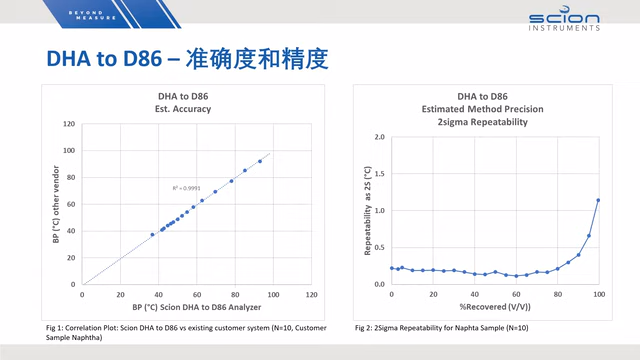 BEYOND
MEASURE
SCION
INSTRUMENTS
DHA to D86 – 准确度和精度
DHA to D86
Est. Accuracy
120
100
80
60
40
20
0
BP (°C) other vendor
R² = 0.9991
0 20 40 60 80 100 120
BP (°C) Scion DHA to D86 Analyzer
DHA to D86
Estimated Method Precision
2sigma Repeatability
2.0
1.5
1.0
0.5
0.0
Repeatability as 2S (°C)
0 20 40 60 80 100
%Recovered (V/V))
Fig 1: Correlation Plot: Scion DHA to D86 vs existing customer system (N=10, Customer
Sample Naphtha)
Fig 2: 2Sigma Repeatability for Naphta Sample (N=10)